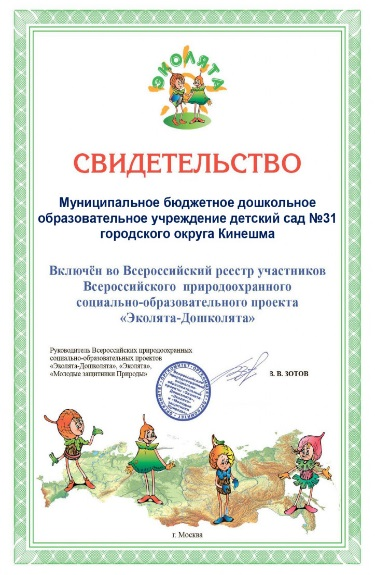 ЭКОЛЯТА
СВИДЕТЕЛЬСТВО
Муниципальное бюджетное дошкольное
образовательное учреждение детский сад №31
городского округа Кинешма
Включён во Всероссийский реестр участников
Всероссийского природоохранного
социально-образовательного проекта
«Эколята-Дошколята»
Руководитель Всероссийских природоохранных
социально-образовательных проектов
«Эколята-Дошколята», «Эколята»,
«Молодые защитники Природы»
В. В. ЗОТОВ
г. Москва